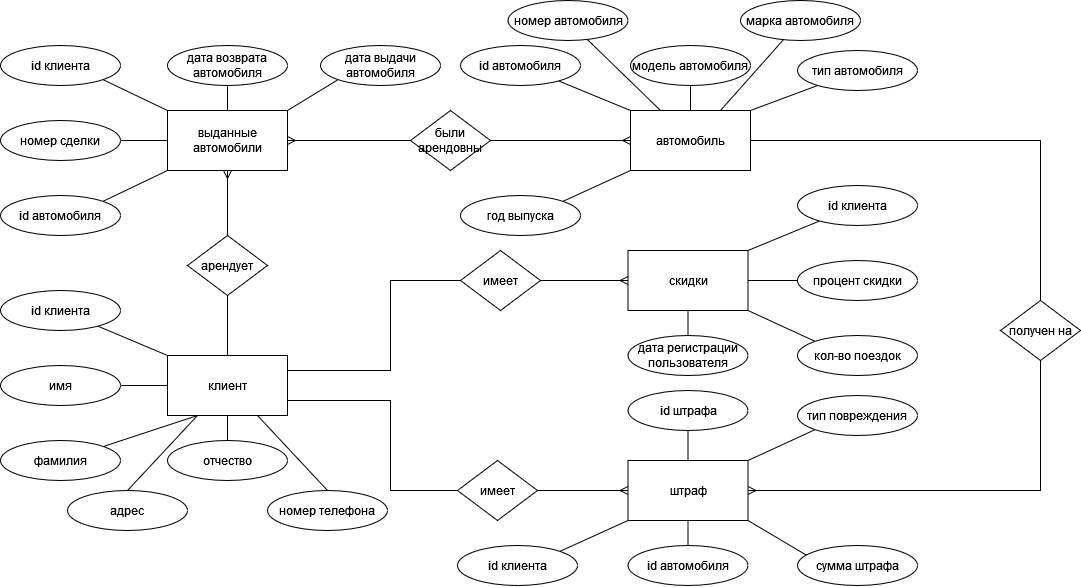 номер автомобиля
марка автомобиля
id клиента
дата возврата
автомобиля
дата выдачи
автомобиля
id автомобиля
модель автомобиля
тип автомобиля
номер сделки
выданные
автомобили
были
арендовны
автомобиль
id автомобиля
год выпуска
id клиента
арендует
имеет
скидки
процент скидки
id клиента
получен на
дата регистрации
пользователя
кол-во поездок
имя
клиент
id штрафа
тип повреждения
фамилия
отчество
адрес
номер телефона
имеет
штраф
id клиента
id автомобиля
сумма штрафа